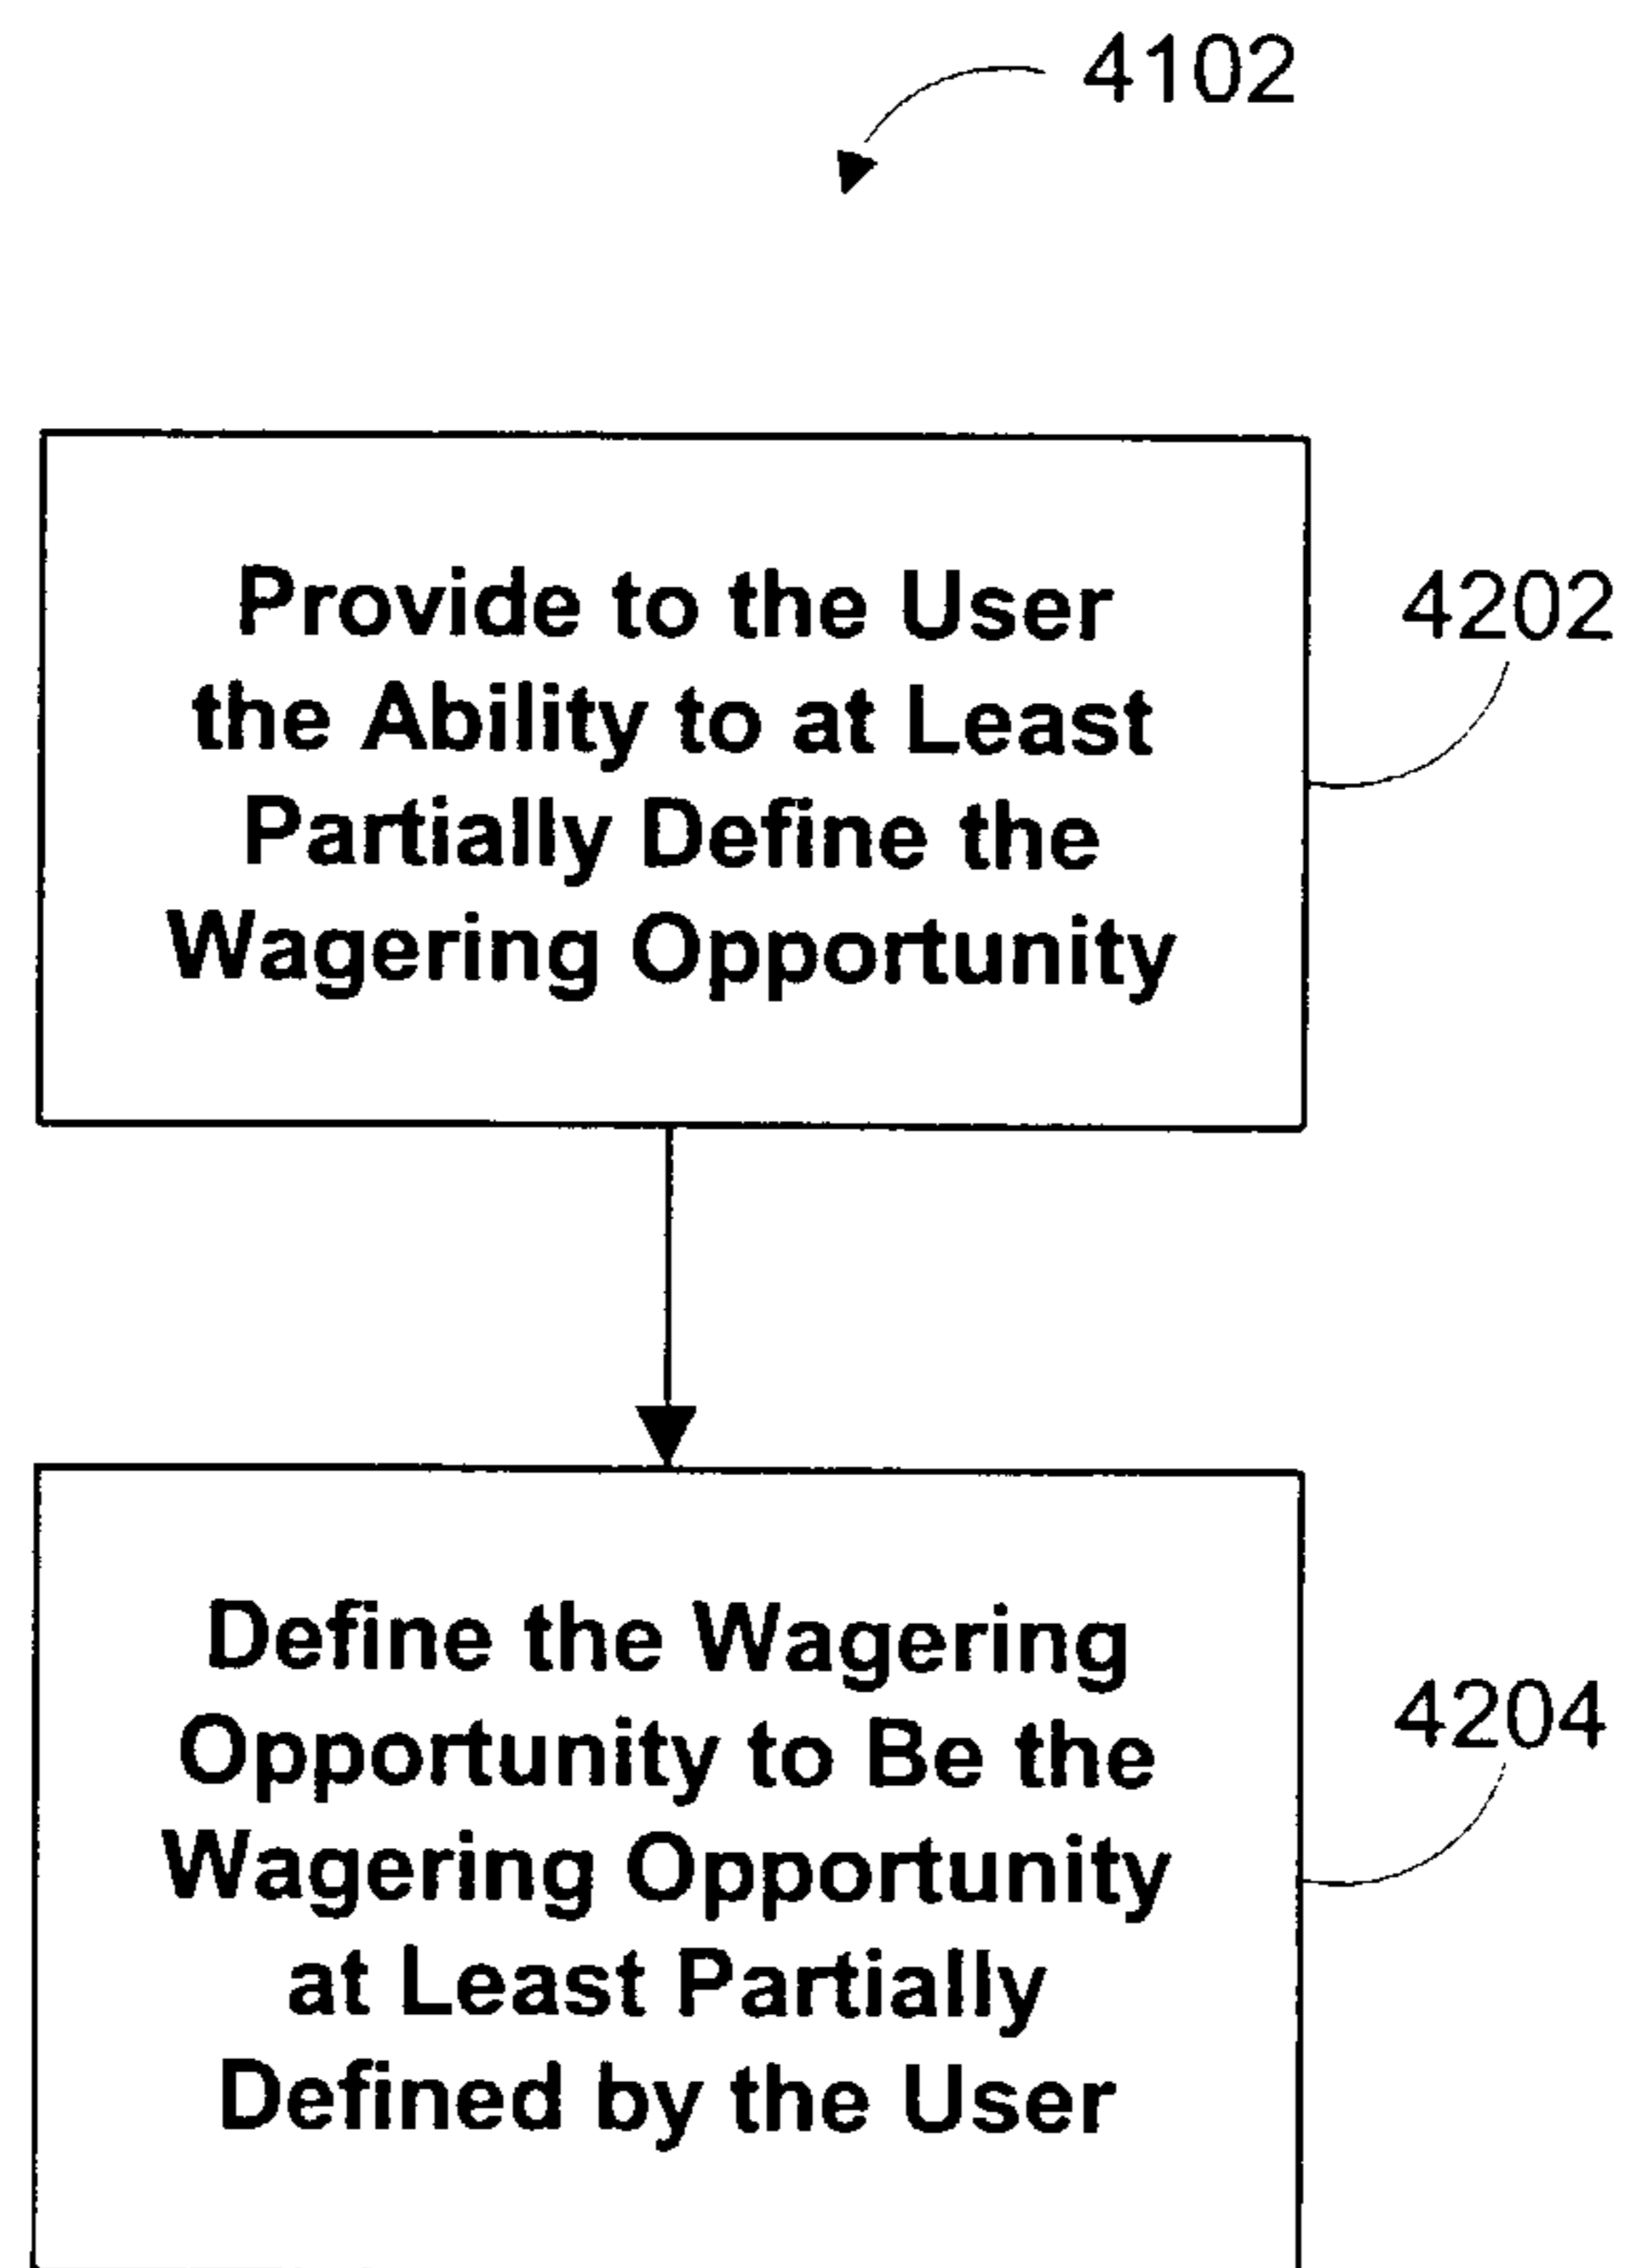 4102
Provide to the User
the Ability to at Least
Partially Define the
Wagering Opportunity
4202
Define the Wagering
Opportunity to Be the
Wagering Opportunity
at Least Partially
Defined by the User
4204